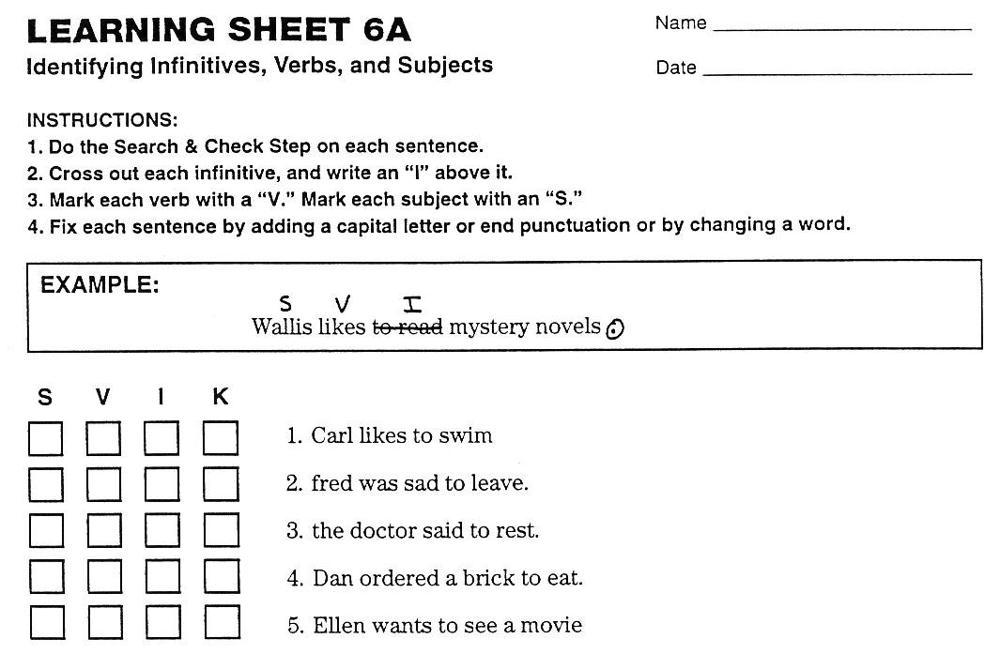 LEARNING SHEET 6A
Name
Identifying Infinitives, Verbs, and Subjects
Date
INSTRUCTIONS:
1. Do the Search & Check Step on each sentence.
2. Cross out each infinitive, and write an “I” above it.
3. Mark each verb with a “V.” Mark each subject with an “S.”
4. Fix each sentence by adding a capital letter or end punctuation or by changing a word.
EXAMPLE:
S V I
Wallis likes to read mystery novels.
S V I K
1. Carl likes to swim
2. fred was sad to leave.
3. the doctor said to rest.
4. Dan ordered a brick to eat.
5. Ellen wants to see a movie